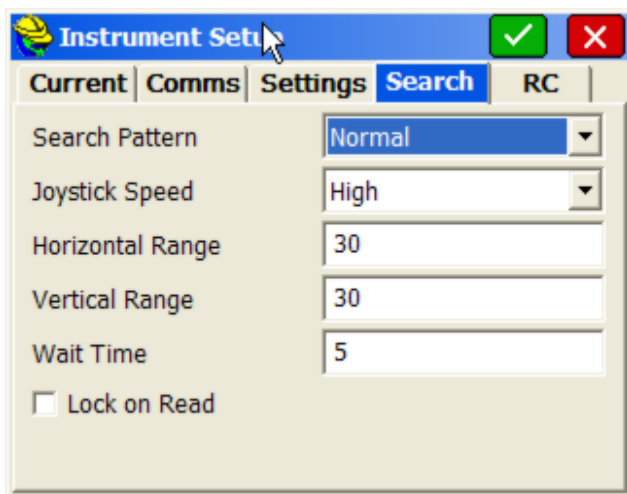 Instrument Setup
Current Comms Settings Search RC
Search Pattern Normal
Joystick Speed High
Horizontal Range 30
Vertical Range 30
Wait Time 5
Lock on Read